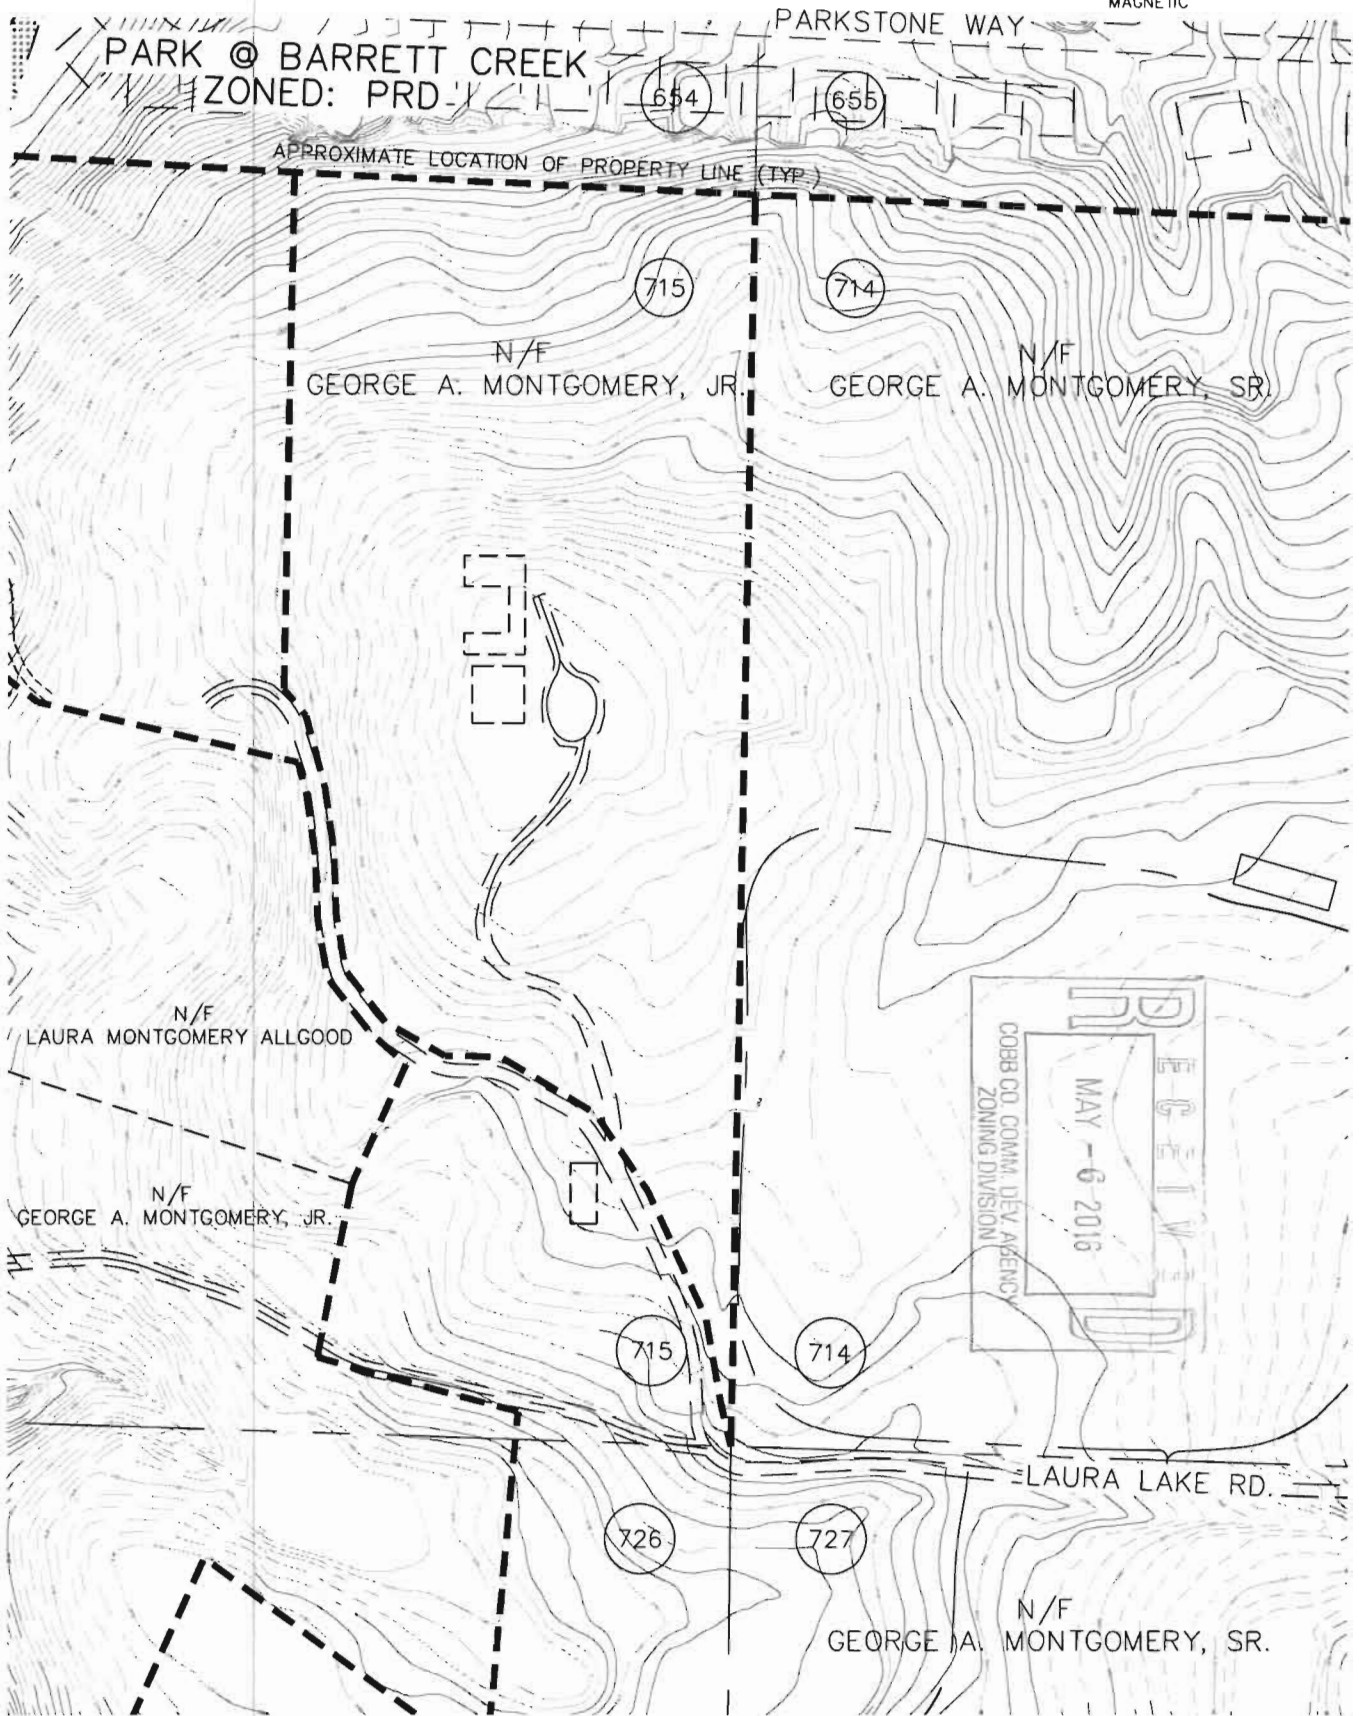 MAGNETIC
PARKSTONE WAY
PARK @ BARRETT CREEK
ZONED: PRD
654
655
APPROXIMATE LOCATION OF PROPERTY LINE (TYP.)
715
714
N/F
GEORGE A. MONTGOMERY, JR.
N/F
GEORGE A. MONTGOMERY, SR.
N/F
LAURA MONTGOMERY ALLGOOD
N/F
GEORGE A. MONTGOMERY, JR.
RECEIVED
MAY - 6 2016
COBB CO. COMM. DEV. AGENCY
ZONING DIVISION
715
714
LAURA LAKE RD.
726
727
N/F
GEORGE A. MONTGOMERY, SR.